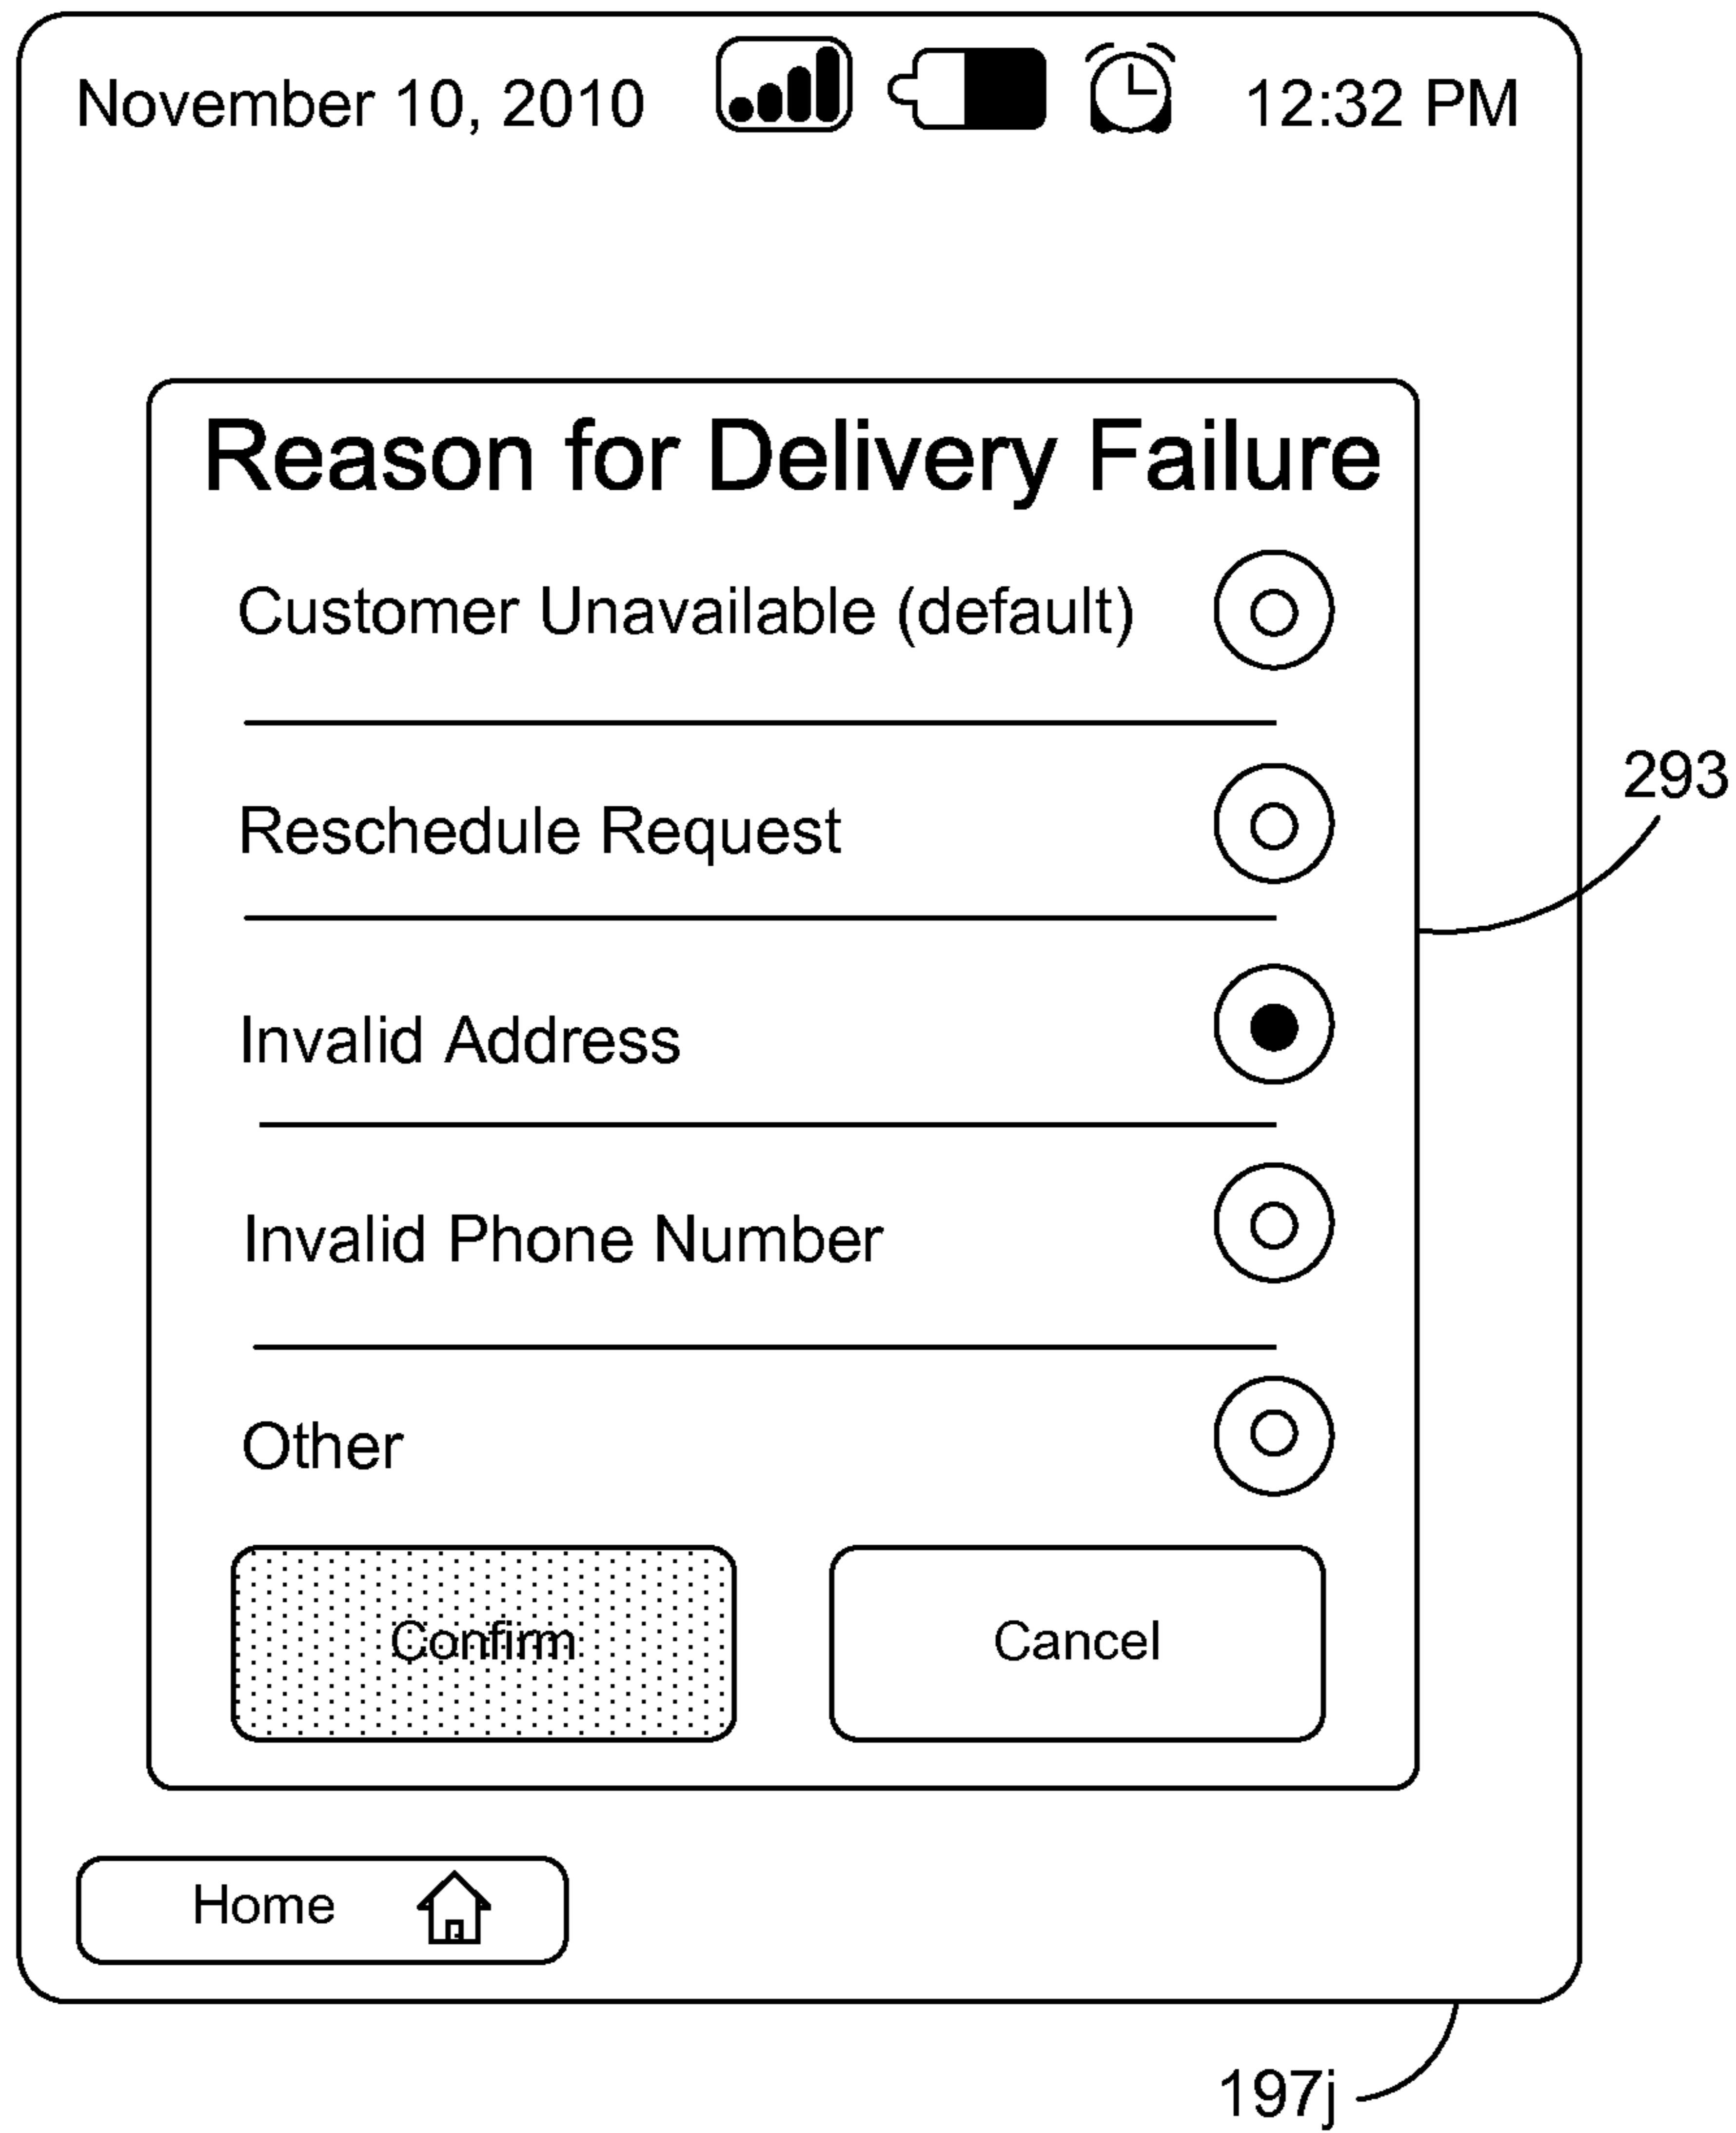 November 10, 2010 12:32 PM
Reason for Delivery Failure
Customer Unavailable (default)
Reschedule Request
293
Invalid Address
Invalid Phone Number
Other
Confirm Cancel
Home
197j